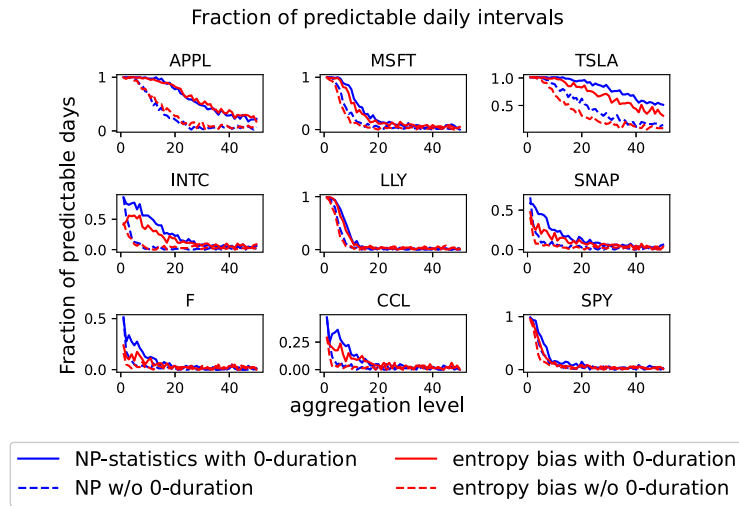 Fraction of predictable daily intervals
Fraction of predictable days
APPL
1
0
0 20 40
MSFT
1
0
0 20 40
TSLA
1.0
0.5
0 20 40
INTC
0.5
0.0
0 20 40
LLY
1
0
0 20 40
SNAP
0.5
0.0
0 20 40
F
0.5
0.0
0 20 40
CCL
0.25
0.00
0 20 40
SPY
1
0
0 20 40
aggregation level
NP-statistics with 0-duration
NP w/o 0-duration
entropy bias with 0-duration
entropy bias w/o 0-duration